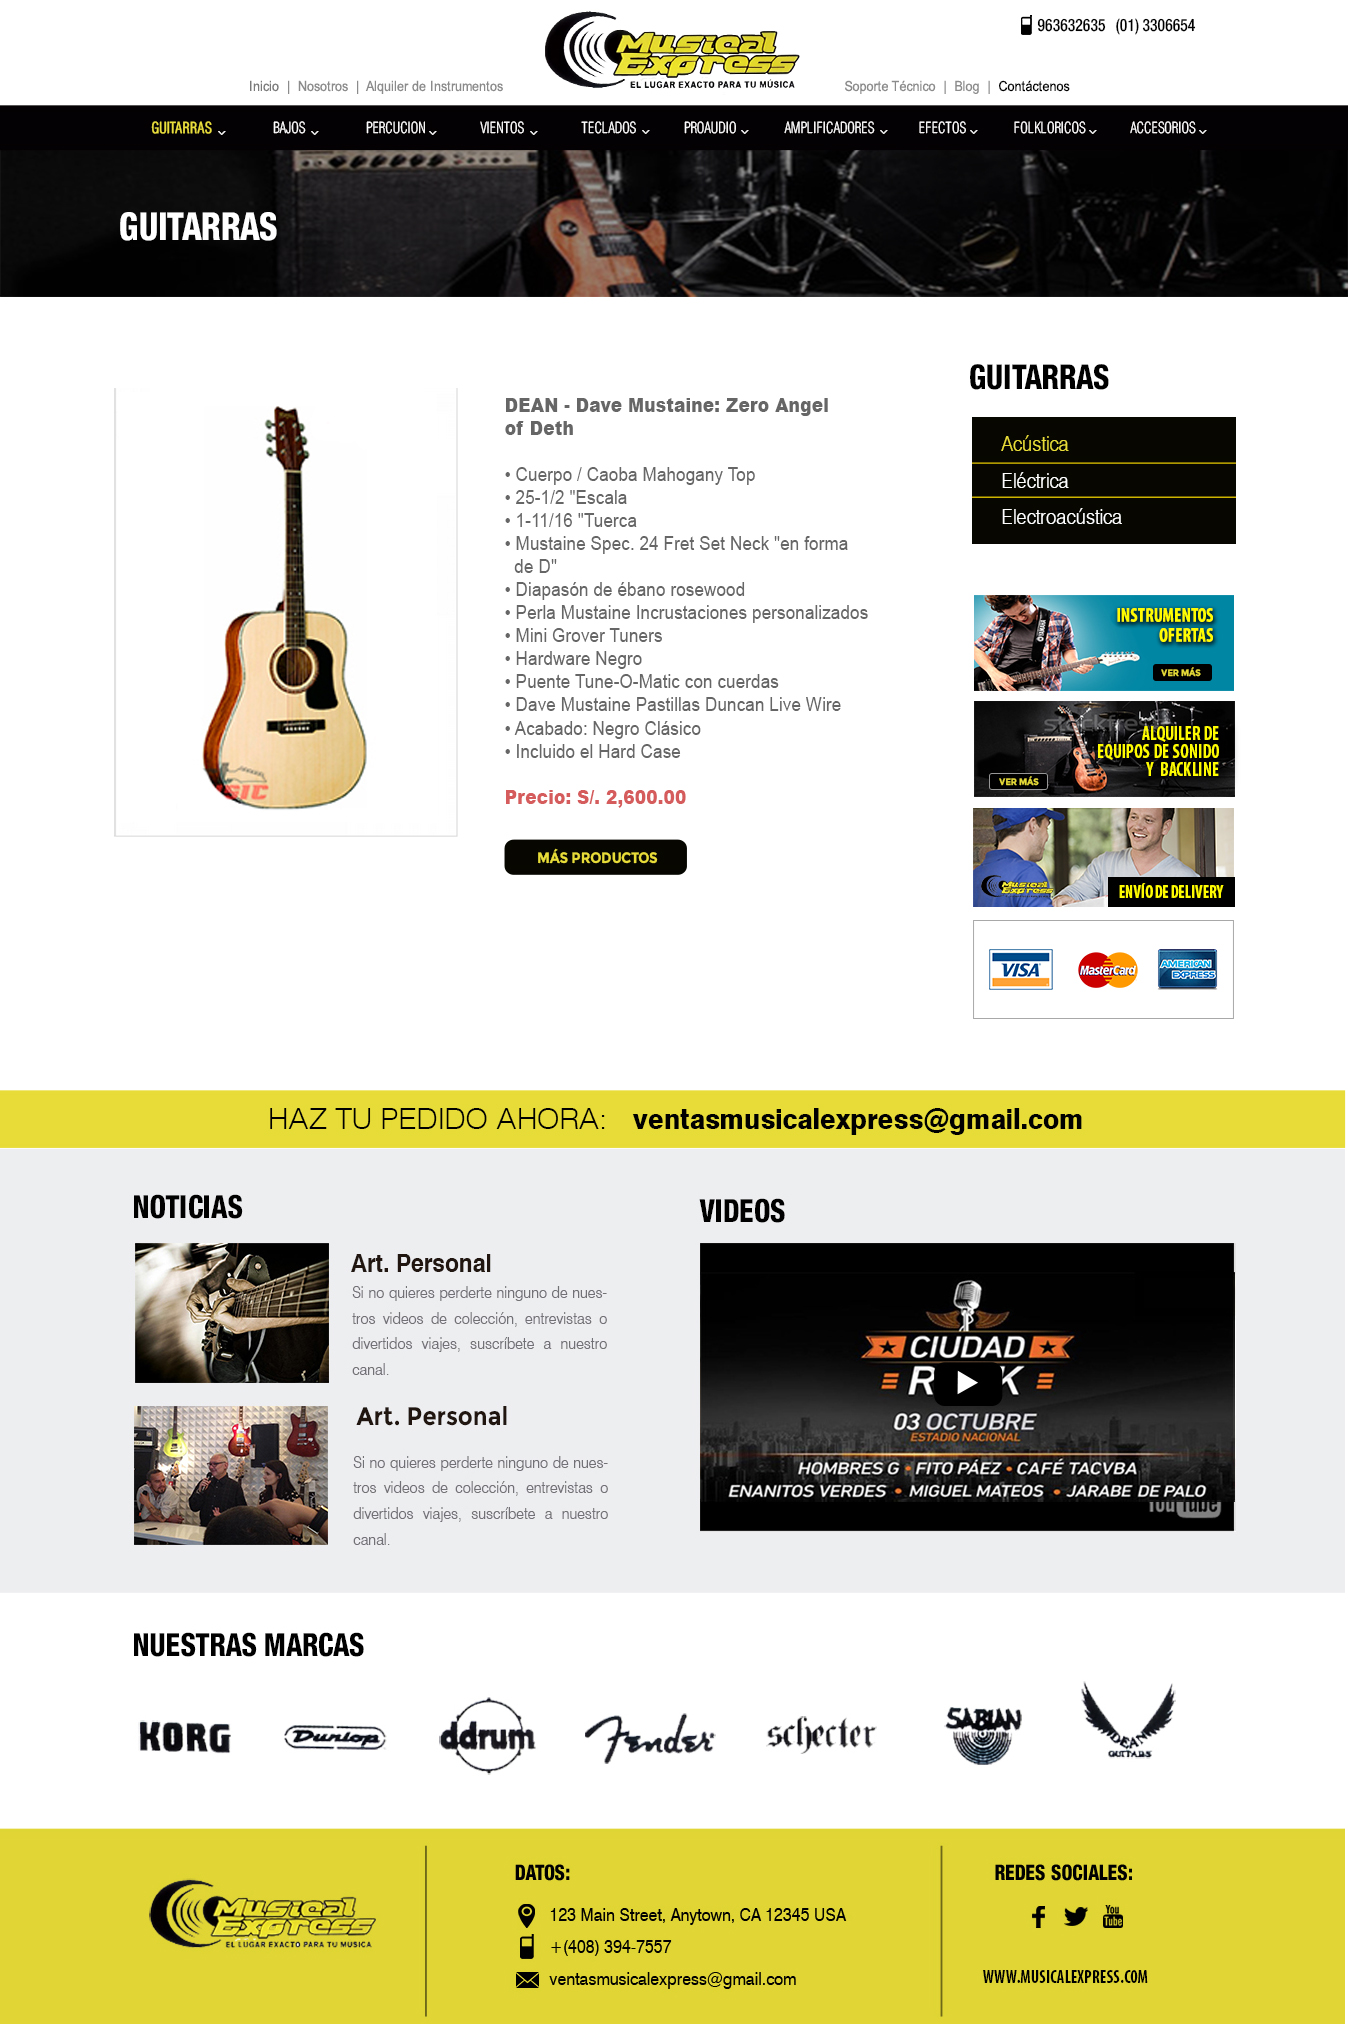 Musical
Express
EL LUGAR EXACTO PARA TU MÚSICA
963632635 (01) 3306654
Inicio | Nosotros | Alquiler de Instrumentos
Soporte Técnico | Blog | Contáctenos
GUITARRAS BAJOS PERCUCION VIENTOS TECLADOS PROAUDIO AMPLIFICADORES EFECTOS FOLKLORICOS ACCESORIOS
GUITARRAS
DEAN - Dave Mustaine: Zero Angel
of Deth
• Cuerpo / Caoba Mahogany Top
• 25-1/2 "Escala
• 1-11/16 "Tuerca
• Mustaine Spec. 24 Fret Set Neck "en forma
de D"
• Diapasón de ébano rosewood
• Perla Mustaine Incrustaciones personalizados
• Mini Grover Tuners
• Hardware Negro
• Puente Tune-O-Matic con cuerdas
• Dave Mustaine Pastillas Duncan Live Wire
• Acabado: Negro Clásico
• Incluido el Hard Case
Precio: S/. 2,600.00
MÁS PRODUCTOS
GUITARRAS
Acústica
Eléctrica
Electroacústica
INSTRUMENTOS
OFERTAS
VER MÁS
ALQUILER DE
EQUIPOS DE SONIDO
Y BACKLINE
VER MÁS
Musical
Express
ENVÍO DE DELIVERY
VISA
MasterCard
AMERICAN
EXPRESS
HAZ TU PEDIDO AHORA: ventasmusicalexpress@gmail.com
NOTICIAS
Art. Personal
Si no quieres perderte ninguno de nues-
tros videos de colección, entrevistas o
divertidos viajes, suscríbete a nuestro
canal.
Art. Personal
Si no quieres perderte ninguno de nues-
tros videos de colección, entrevistas o
divertidos viajes, suscríbete a nuestro
canal.
VIDEOS
CIUDAD
R K
03 OCTUBRE
ESTADIO NACIONAL
HOMBRES G • FITO PÁEZ • CAFÉ TACVBA
ENANITOS VERDES • MIGUEL MATEOS • JARABE DE PALO
YouTube
NUESTRAS MARCAS
KORG
Dunlop
ddrum
Fender
schecter
SABIAN
DEAN
GUITARS
Musical
Express
EL LUGAR EXACTO PARA TU MUSICA
DATOS:
123 Main Street, Anytown, CA 12345 USA
+(408) 394-7557
ventasmusicalexpress@gmail.com
REDES SOCIALES:
You
Tube
WWW.MUSICALEXPRESS.COM